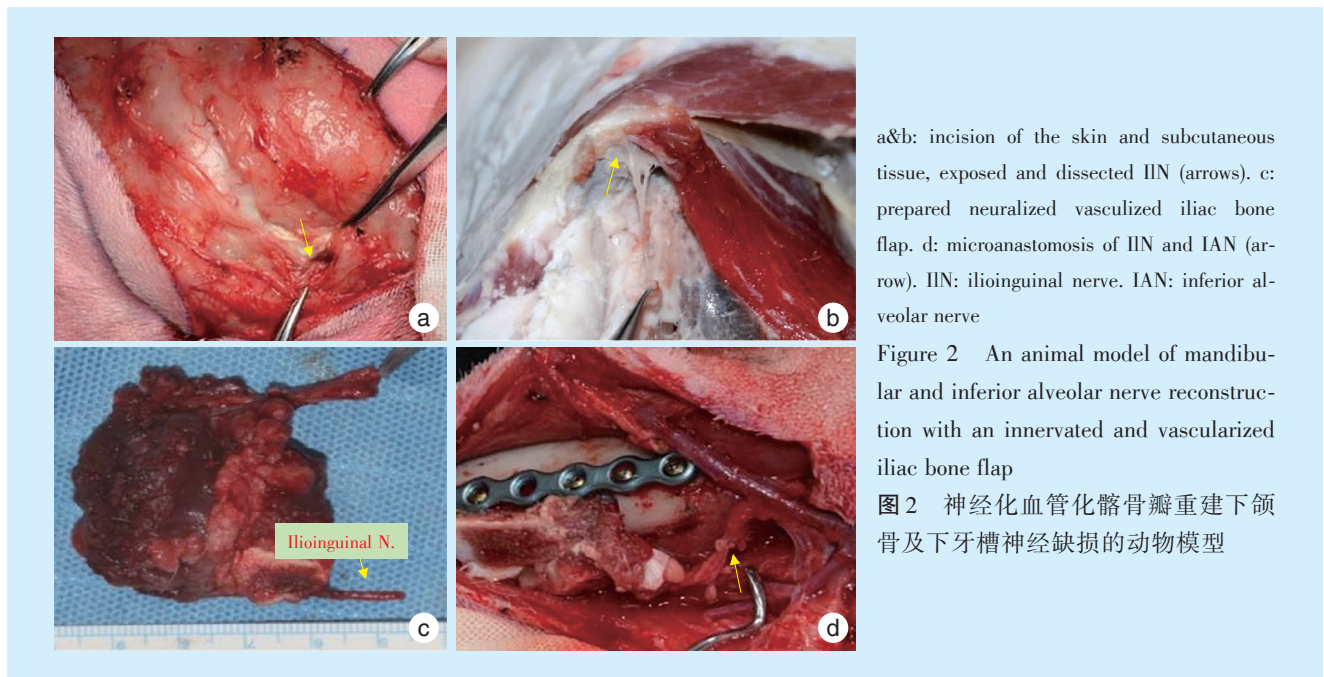 a
b
Ilioinguinal N.
c
d
a&b: incision of the skin and subcutaneous
tissue, exposed and dissected IIN (arrows). c:
prepared neuralized vasculized iliac bone
flap. d: microanastomosis of IIN and IAN (ar-
row). IIN: ilioinguinal nerve. IAN: inferior al-
veolar nerve
Figure 2 An animal model of mandibu-
lar and inferior alveolar nerve reconstruc-
tion with an innervated and vascularized
iliac bone flap
图2 神经化血管化髂骨瓣重建下颌
骨及下牙槽神经缺损的动物模型